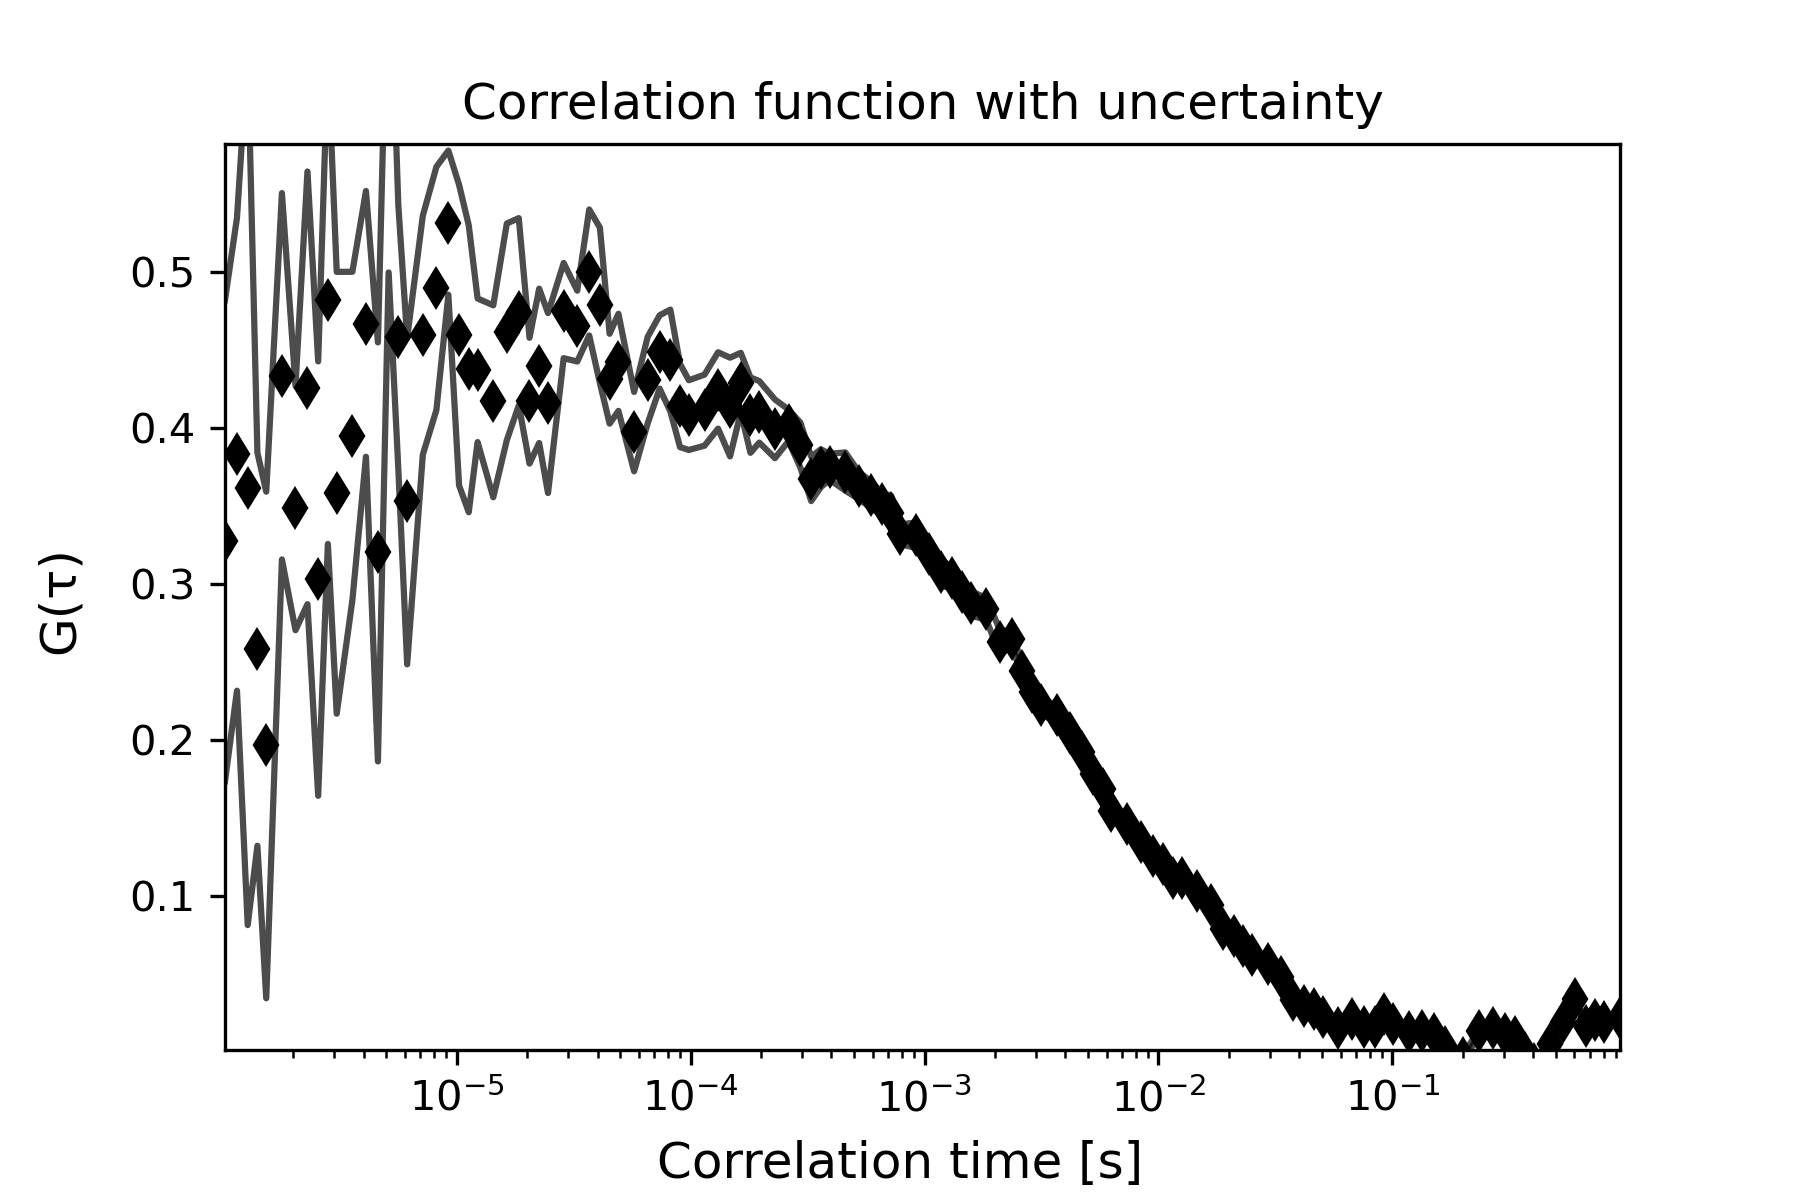 Correlation function with uncertainty
G(τ)
0.5
0.4
0.3
0.2
0.1
10⁻⁵ 10⁻⁴ 10⁻³ 10⁻² 10⁻¹
Correlation time [s]